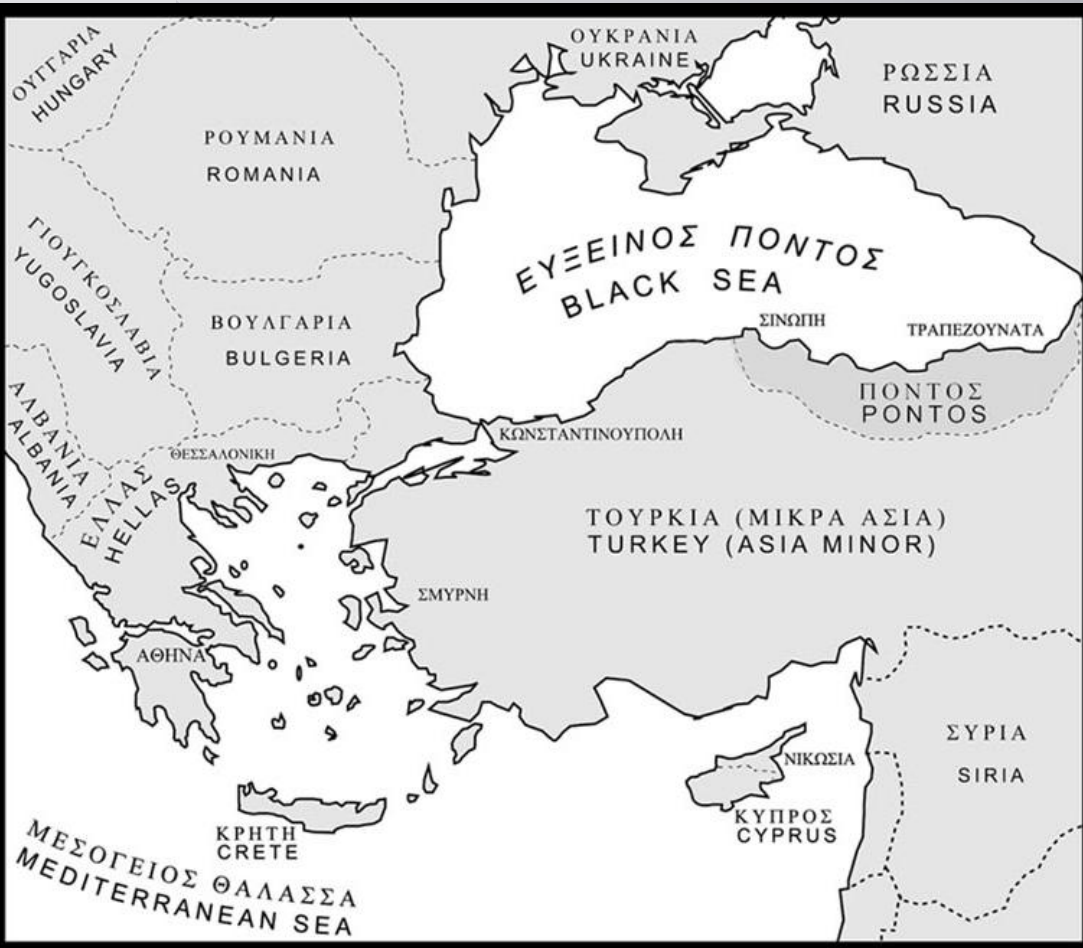 ΟΥΓΓΑΡΙΑ
HUNGARY
ΟΥΚΡΑΝΙΑ
UKRAINE
ΡΩΣΣΙΑ
RUSSIA
ΡΟΥΜΑΝΙΑ
ROMANIA
ΓΙΟΥΓΚΟΣΛΑΒΙΑ
YUGOSLAVIA
ΕΥΞΕΙΝΟΣ ΠΟΝΤΟΣ
BLACK SEA
ΒΟΥΛΓΑΡΙΑ
BULGERIA
ΣΙΝΩΠΗ
ΤΡΑΠΕΖΟΥΝΑΤΑ
ΠΟΝΤΟΣ
PONTOS
ΑΛΒΑΝΙΑ
ALBANIA
ΘΕΣΣΑΛΟΝΙΚΗ
ΚΩΝΣΤΑΝΤΙΝΟΥΠΟΛΗ
ΕΛΛΑΣ
HELLAS
ΤΟΥΡΚΙΑ (ΜΙΚΡΑ ΑΣΙΑ)
TURKEY (ASIA MINOR)
ΣΜΥΡΝΗ
ΑΘΗΝΑ
ΣΥΡΙΑ
SIRIA
ΝΙΚΩΣΙΑ
ΚΥΠΡΟΣ
CYPRUS
ΚΡΗΤΗ
CRETE
ΜΕΣΟΓΕΙΟΣ ΘΑΛΑΣΣΑ
MEDITERRANEAN SEA